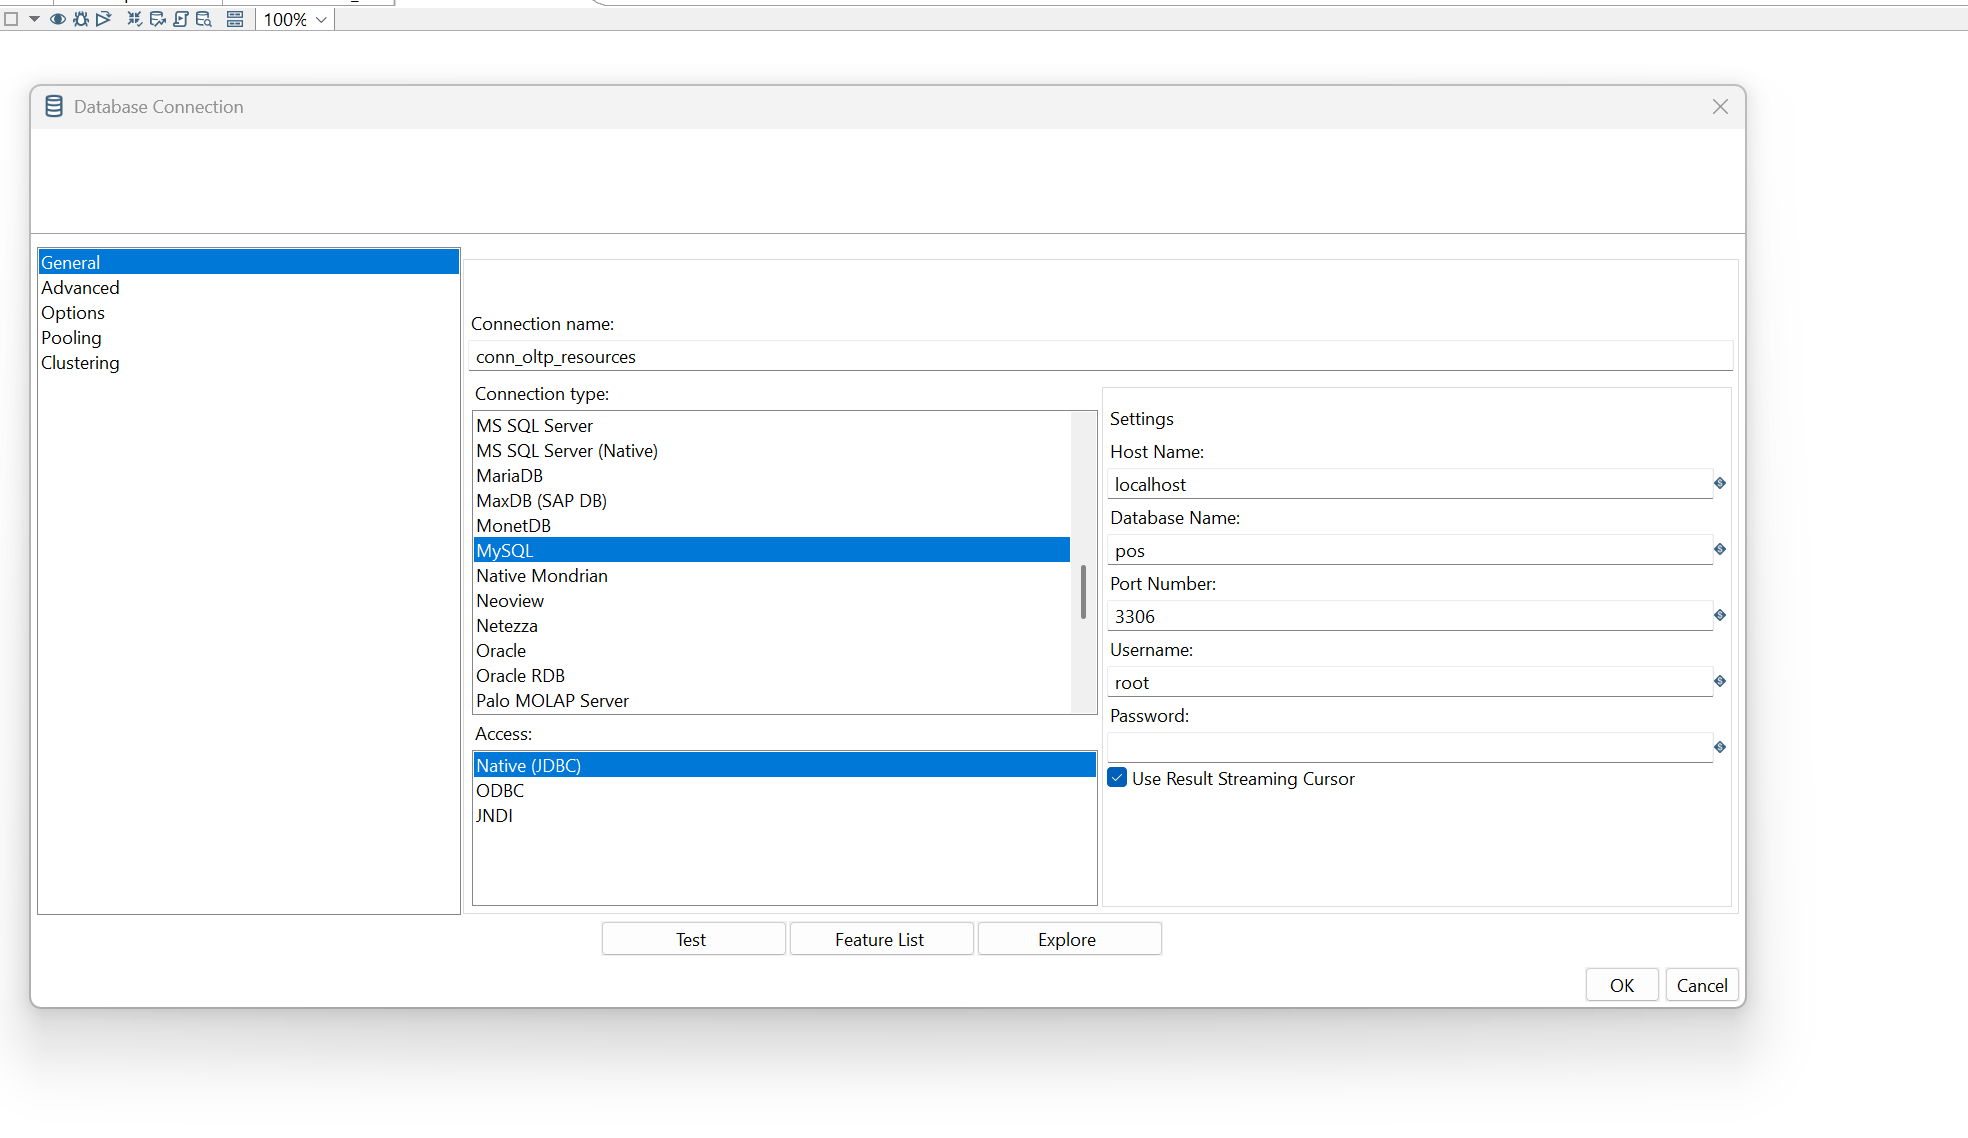 100%
Database Connection
General
Advanced
Options
Pooling
Clustering
Connection name:
conn_oltp_resources
Connection type:
MS SQL Server
MS SQL Server (Native)
MariaDB
MaxDB (SAP DB)
MonetDB
MySQL
Native Mondrian
Neoview
Netezza
Oracle
Oracle RDB
Palo MOLAP Server
Access:
Native (JDBC)
ODBC
JNDI
Settings
Host Name:
localhost
Database Name:
pos
Port Number:
3306
Username:
root
Password:
Use Result Streaming Cursor
Test
Feature List
Explore
OK
Cancel